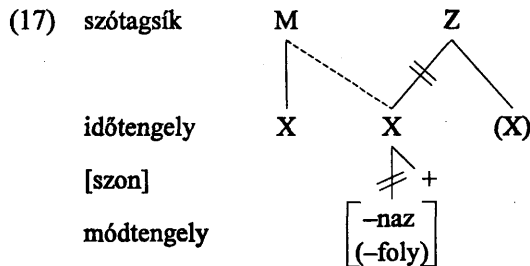 (17) szótagsík M Z
időtengely X X (X)
[szon] +
módtengely –naz
(–foly)